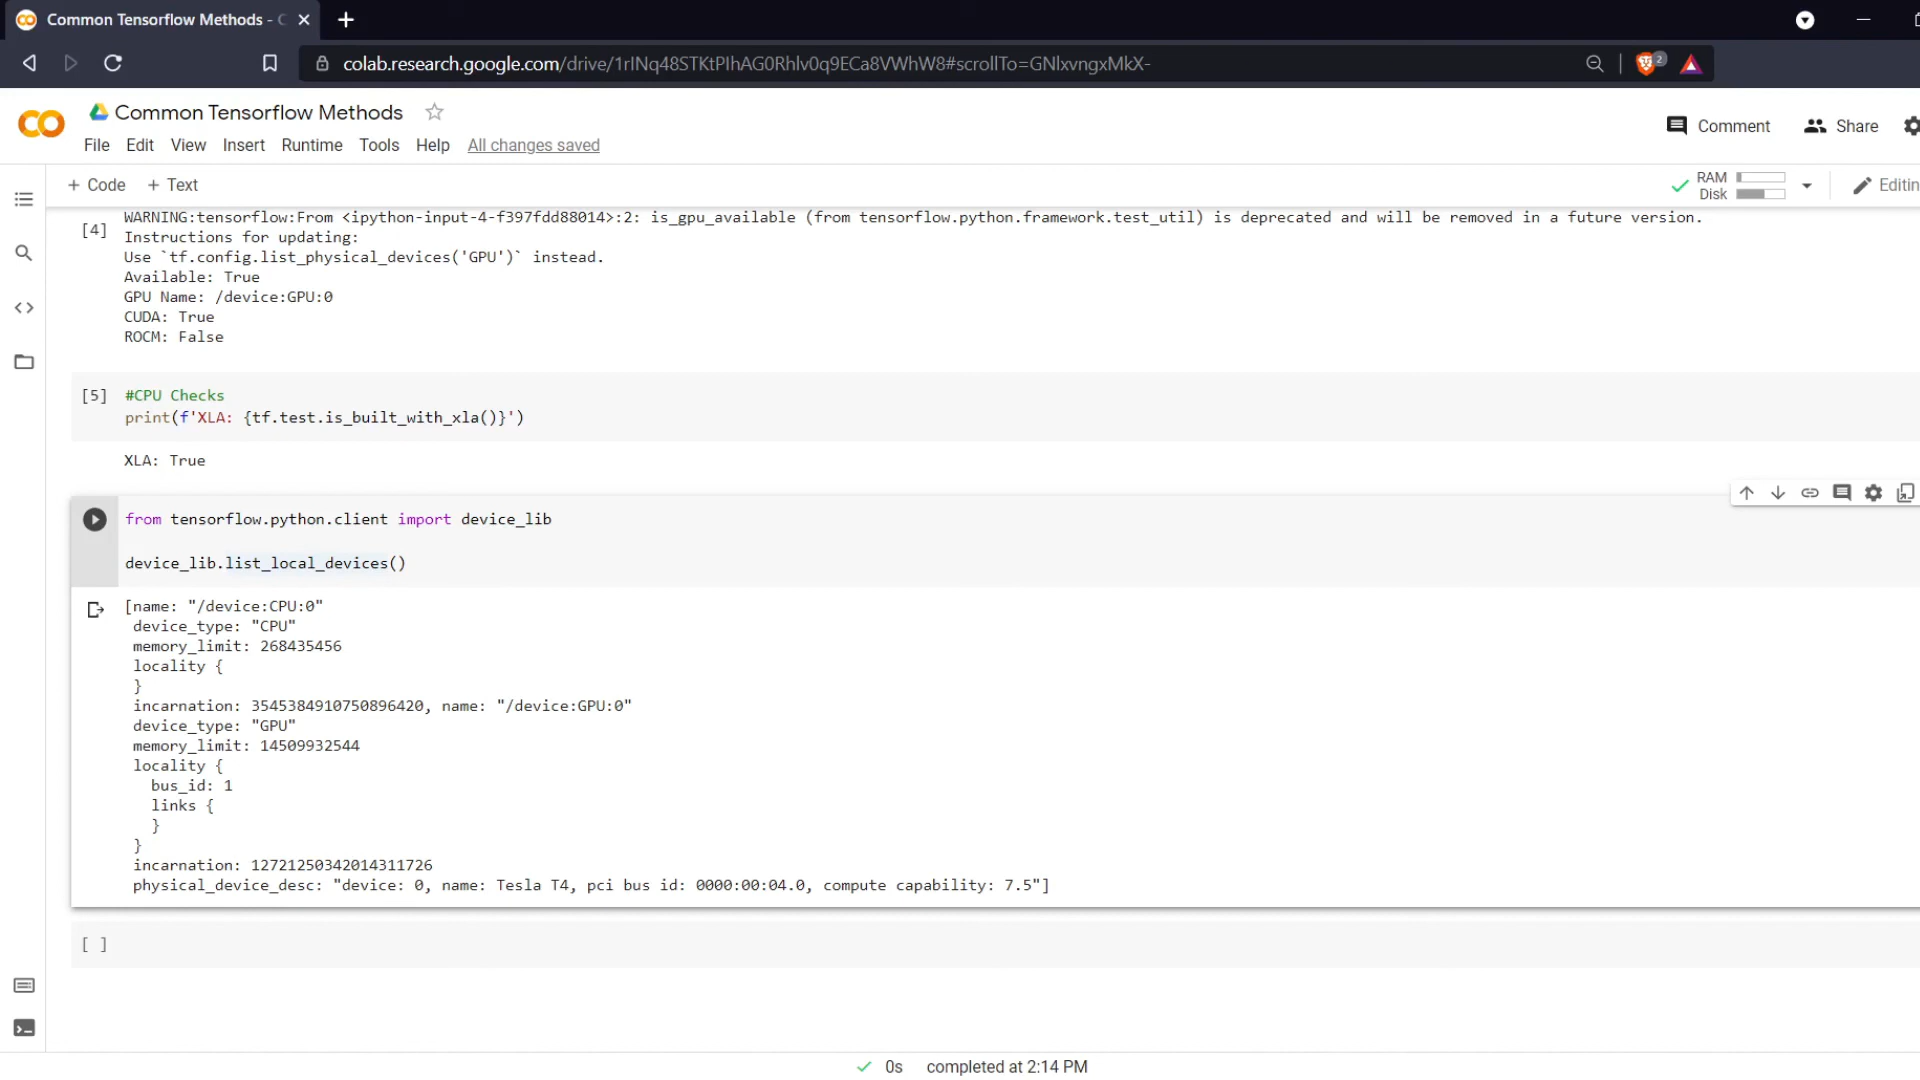 Common Tensorflow Methods - C
colab.research.google.com/drive/1rINq48STKtPIhAG0Rhlv0q9ECa8VWhW8#scrollTo=GNlxvngxMkX-
2
CO
Common Tensorflow Methods
Comment
Share
File Edit View Insert Runtime Tools Help All changes saved
+ Code + Text
RAM
Disk
Editin
WARNING:tensorflow:From <ipython-input-4-f397fdd88014>:2: is_gpu_available (from tensorflow.python.framework.test_util) is deprecated and will be removed in a future version.
[4]
Instructions for updating:
Use `tf.config.list_physical_devices('GPU')` instead.
Available: True
GPU Name: /device:GPU:0
CUDA: True
ROCM: False
[5] #CPU Checks
print(f'XLA: {tf.test.is_built_with_xla()}')
XLA: True
from tensorflow.python.client import device_lib
device_lib.list_local_devices()
[name: "/device:CPU:0"
device_type: "CPU"
memory_limit: 268435456
locality {
}
incarnation: 3545384910750896420, name: "/device:GPU:0"
device_type: "GPU"
memory_limit: 14509932544
locality {
bus_id: 1
links {
}
}
incarnation: 12721250342014311726
physical_device_desc: "device: 0, name: Tesla T4, pci bus id: 0000:00:04.0, compute capability: 7.5"]
[ ]
0s completed at 2:14 PM